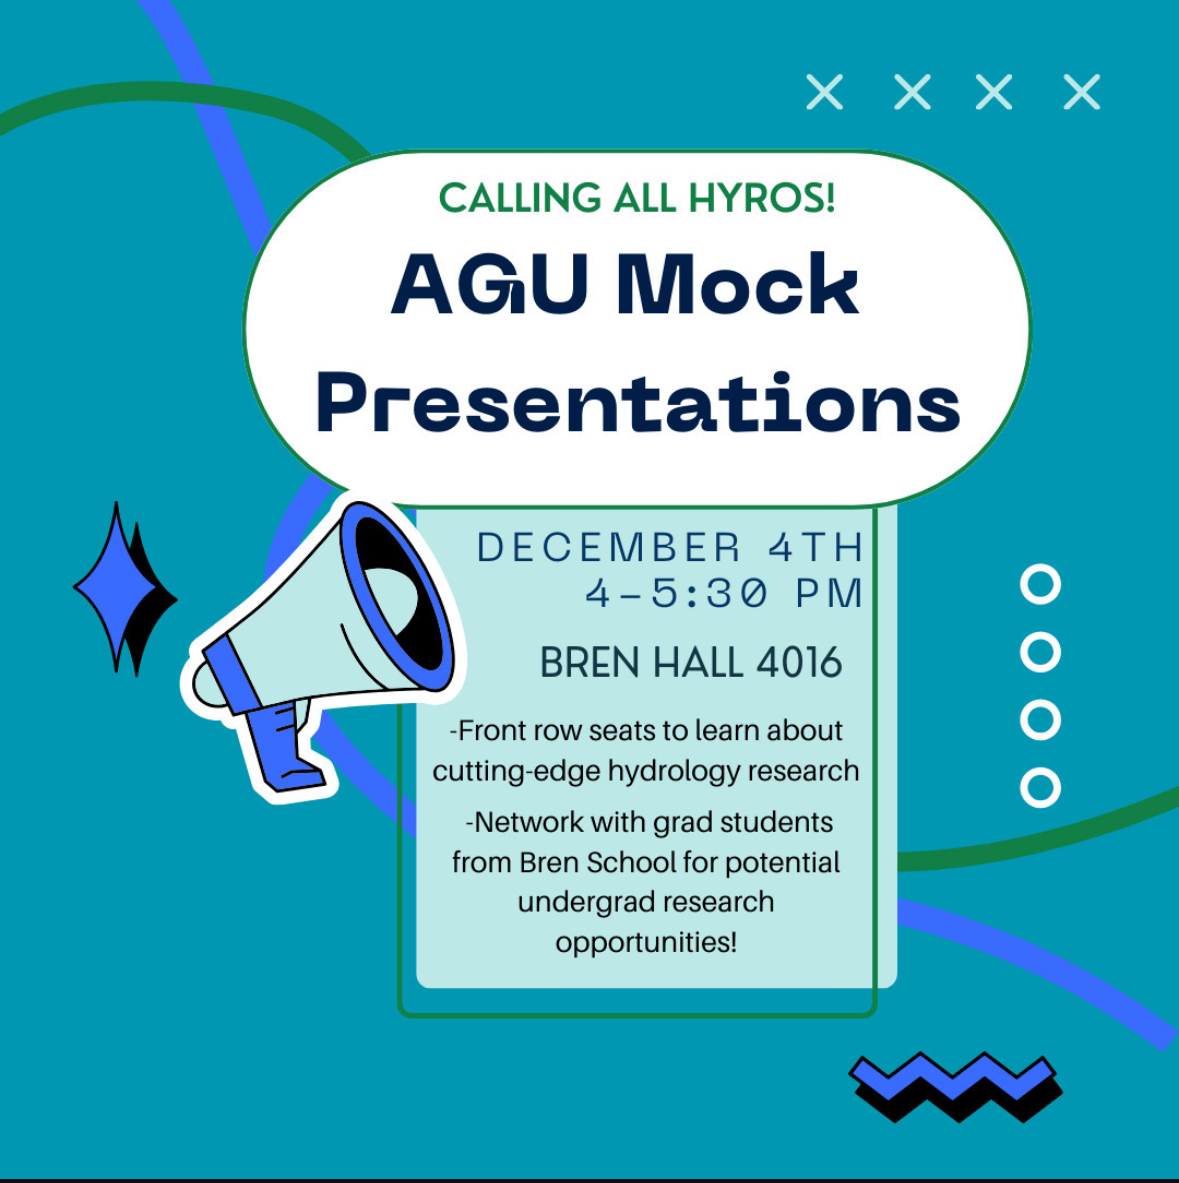 CALLING ALL HYROS!
AGU Mock
Presentations
DECEMBER 4TH
4-5:30 PM
BREN HALL 4016
-Front row seats to learn about
cutting-edge hydrology research
-Network with grad students
from Bren School for potential
undergrad research
opportunities!